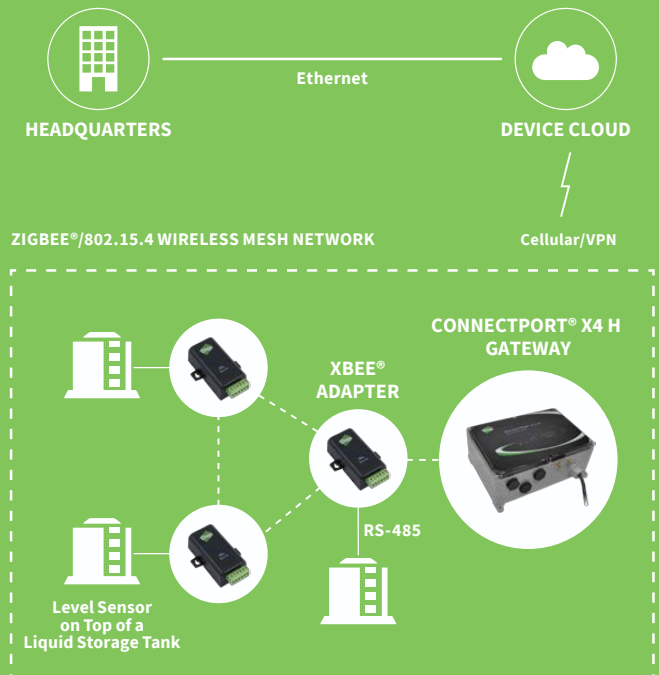 Ethernet
HEADQUARTERS
DEVICE CLOUD
ZIGBEE®/802.15.4 WIRELESS MESH NETWORK
Cellular/VPN
CONNECTPORT® X4 H
GATEWAY
XBEE®
ADAPTER
RS-485
Level Sensor
on Top of a
Liquid Storage Tank